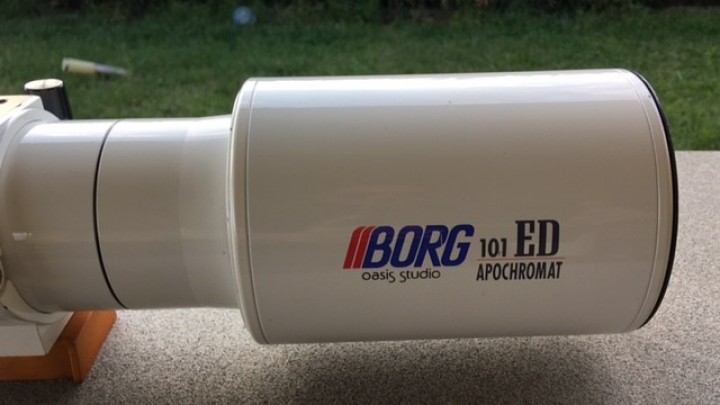 BORG
oasis studio
101 ED
APOCHROMAT